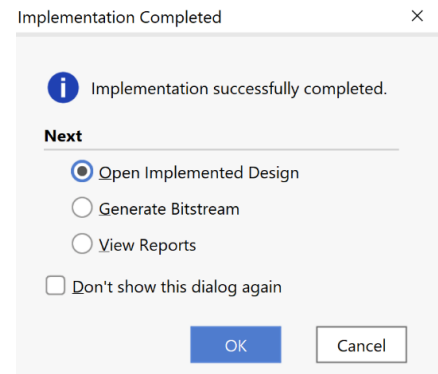 Implementation Completed
Implementation successfully completed.
Next
Open Implemented Design
Generate Bitstream
View Reports
Don't show this dialog again
OK
Cancel